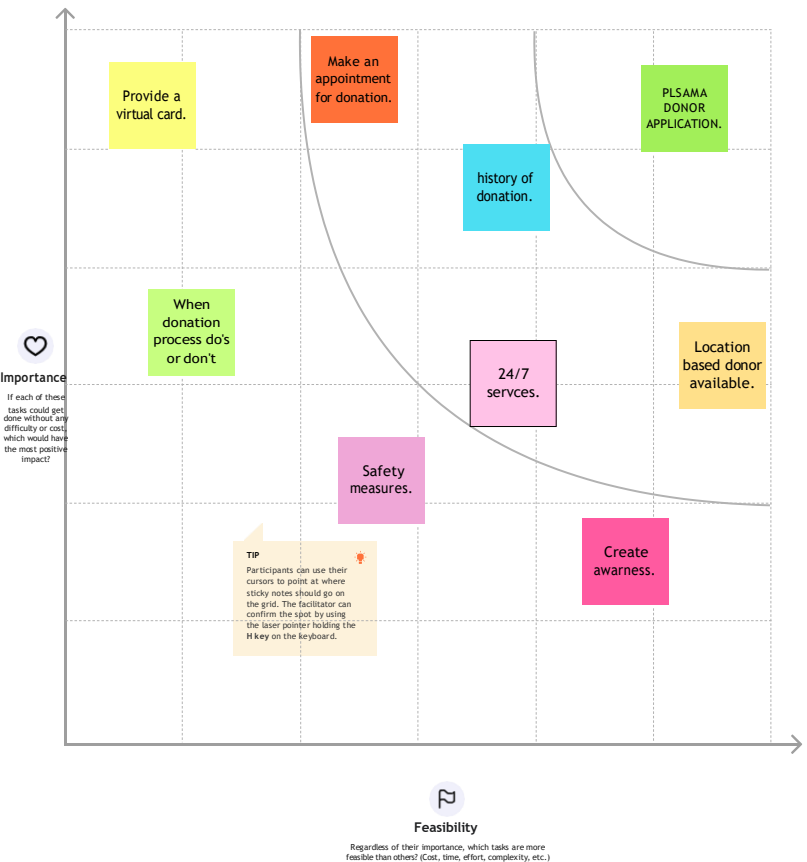 Provide a
virtual card.
Make an
appointment
for donation.
PLSAMA
DONOR
APPLICATION.
history of
donation.
When
donation
process do's
or don't
24/7
servces.
Location
based donor
available.
Importance
If each of these
tasks could get
done without any
difficulty or cost,
which would have
the most positive
impact?
Safety
measures.
Create
awarness.
TIP
Participants can use their
cursors to point at where
sticky notes should go on
the grid. The facilitator can
confirm the spot by using
the laser pointer holding the
H key on the keyboard.
Feasibility
Regardless of their importance, which tasks are more
feasible than others? (Cost, time, effort, complexity, etc.)